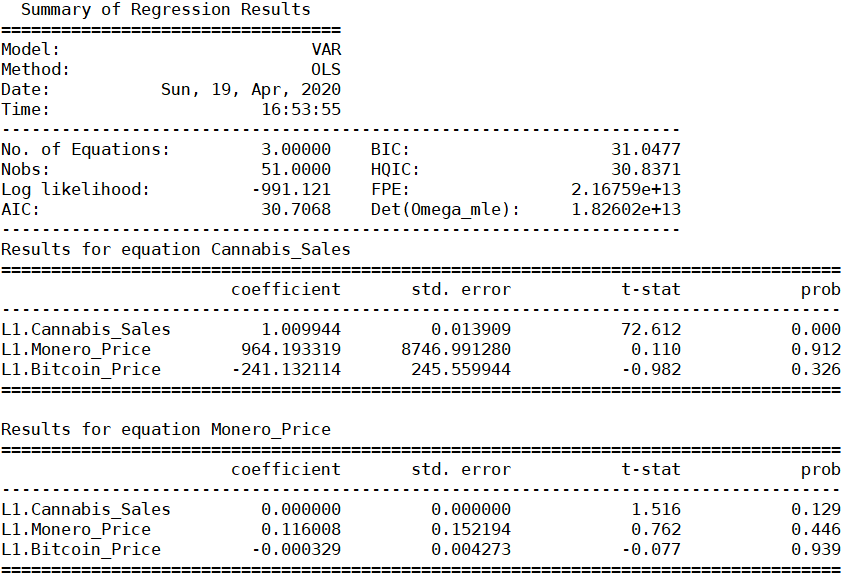 Summary of Regression Results
==================================
Model:                         VAR
Method:                        OLS
Date:           Sun, 19, Apr, 2020
Time:                     16:53:55
--------------------------------------------------------------------
No. of Equations:         3.00000    BIC:                    31.0477
Nobs:                     51.0000    HQIC:                   30.8371
Log likelihood:          -991.121    FPE:                2.16759e+13
AIC:                      30.7068    Det(Omega_mle):     1.82602e+13
--------------------------------------------------------------------
Results for equation Cannabis_Sales
====================================================================================
                       coefficient       std. error           t-stat            prob
------------------------------------------------------------------------------------
L1.Cannabis_Sales         1.009944         0.013909           72.612           0.000
L1.Monero_Price         964.193319      8746.991280            0.110           0.912
L1.Bitcoin_Price       -241.132114       245.559944           -0.982           0.326
====================================================================================
Results for equation Monero_Price
====================================================================================
                       coefficient       std. error           t-stat            prob
------------------------------------------------------------------------------------
L1.Cannabis_Sales         0.000000         0.000000            1.516           0.129
L1.Monero_Price           0.116008         0.152194            0.762           0.446
L1.Bitcoin_Price         -0.000329         0.004273           -0.077           0.939
====================================================================================